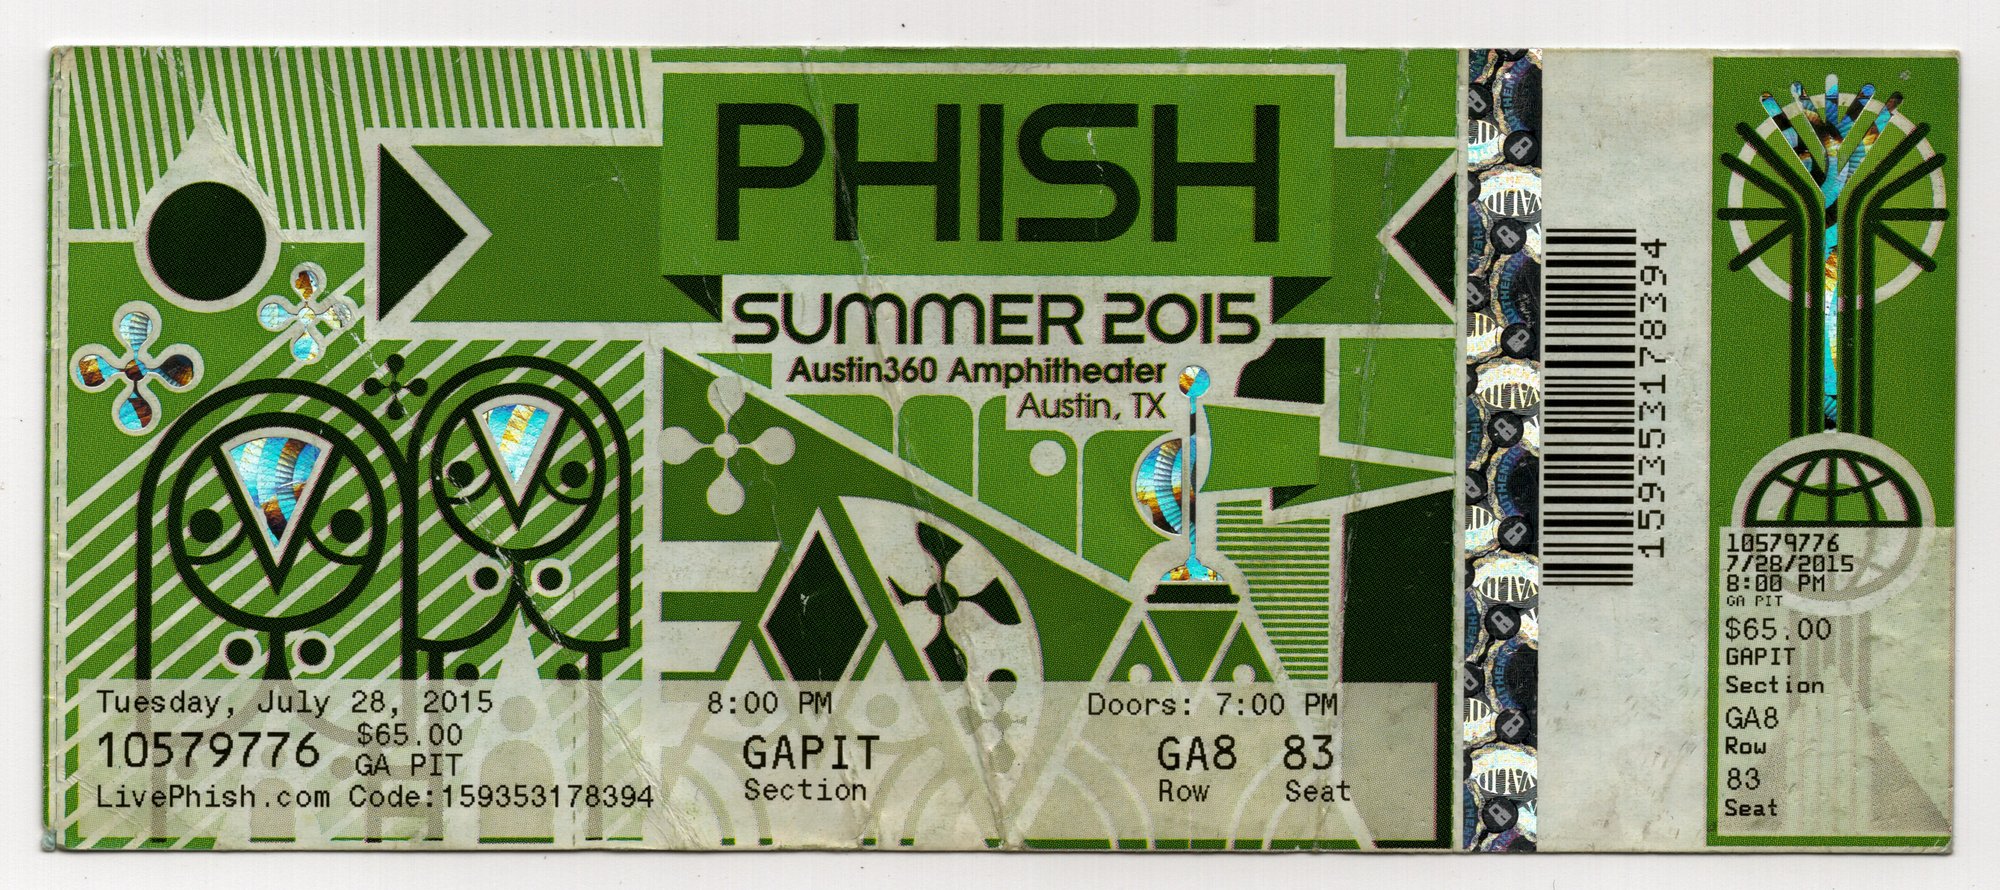 PHISH
SUMMER 2015
Austin360 Amphitheater
Austin, TX
Tuesday, July 28, 2015
8:00 PM
Doors: 7:00 PM
10579776
$65.00
GA PIT
GAPIT
GA8 83
Section
Row Seat
LivePhish.com Code:159353178394
VALID
AUTHENTIC
159353178394
10579776
7/28/2015
8:00 PM
GA PIT
$65.00
GAPIT
Section
GA8
Row
83
Seat